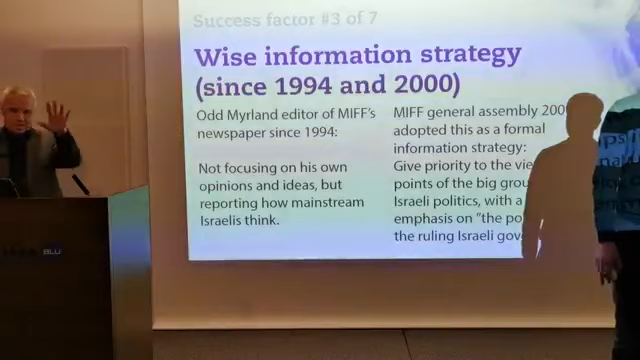 Success factor #3 of 7
Wise information strategy
(since 1994 and 2000)
Odd Myrland editor of MIFF's
newspaper since 1994:
Not focusing on his own
opinions and ideas, but
reporting how mainstream
Israelis think.
MIFF general assembly 200
adopted this as a formal
information strategy:
Give priority to the vie
points of the big grou
Israeli politics, with a
emphasis on "the po
the ruling Israeli gov
BLU